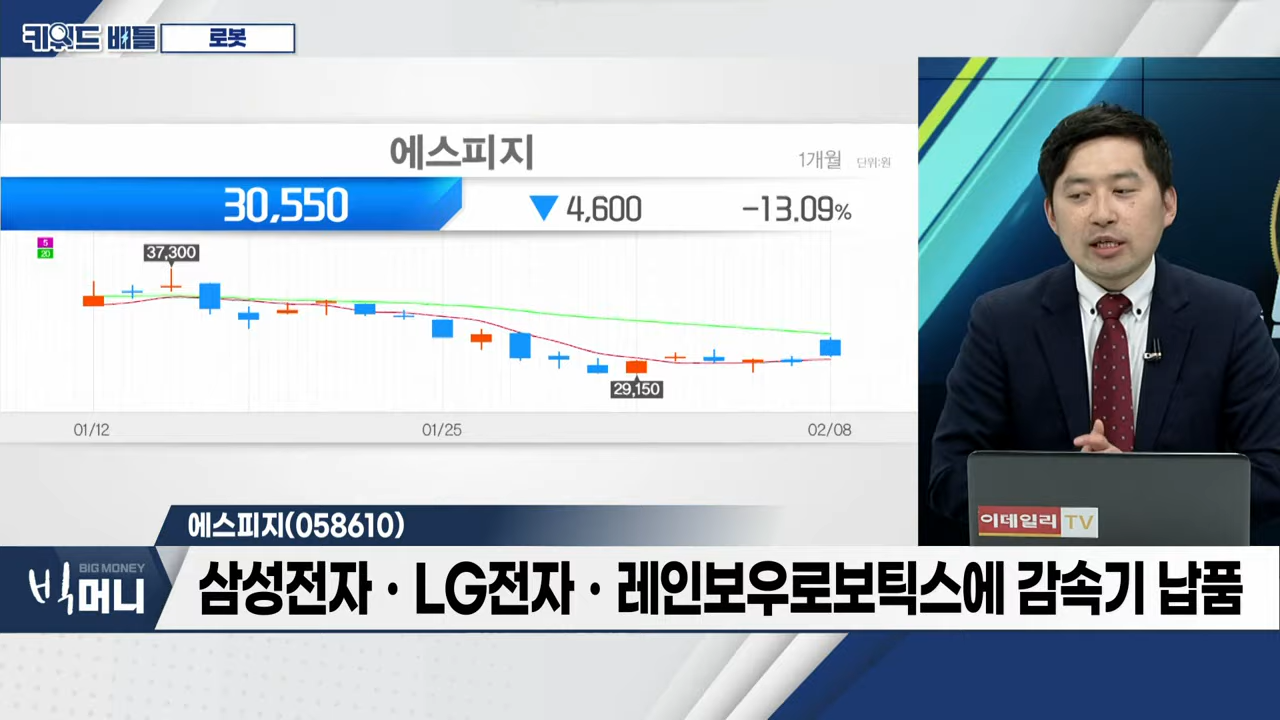 키워드 배틀 로봇
에스피지
1개월 단위:원
30,550 ▼ 4,600 -13.09%
5
20
37,300
29,150
01/12 01/25 02/08
에스피지(058610)
BIG MONEY
빅머니
삼성전자·LG전자·레인보우로보틱스에 감속기 납품
이데일리 TV